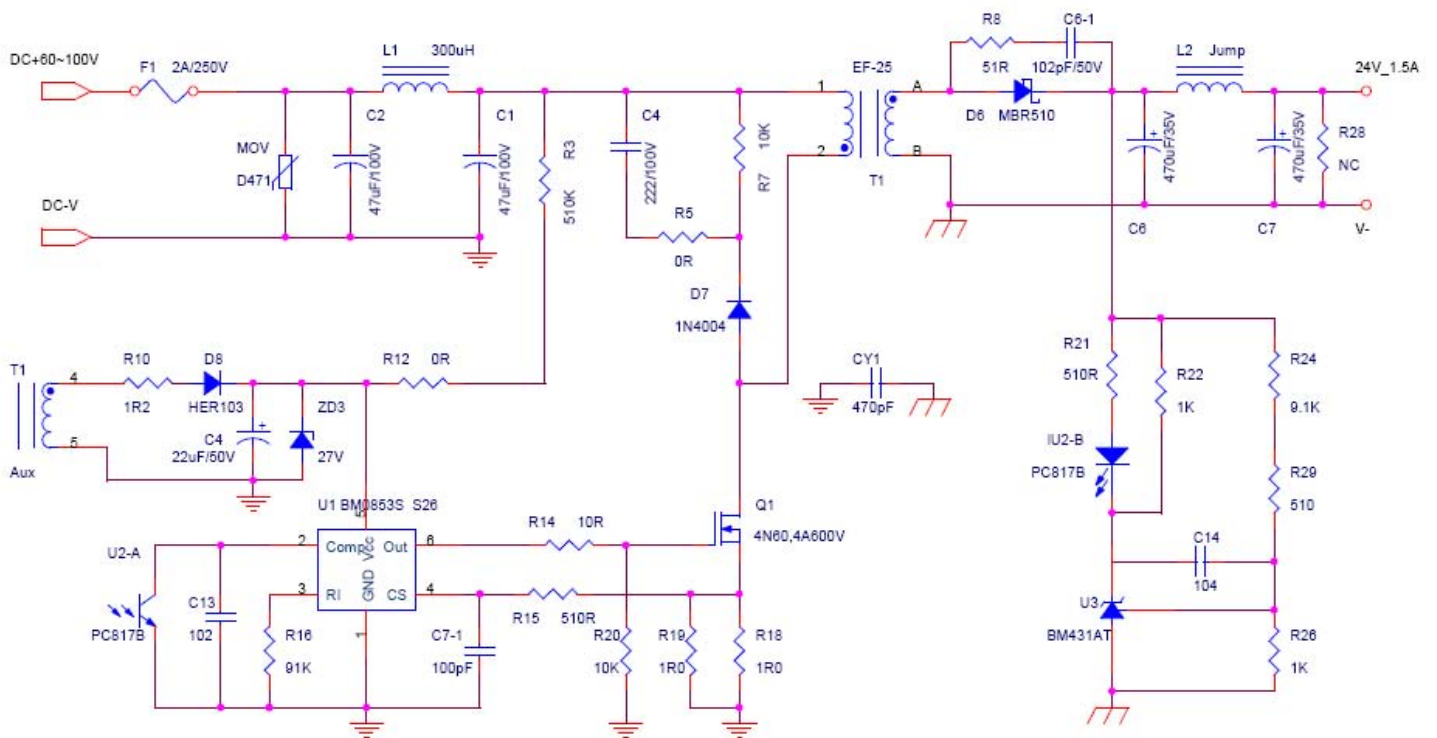 DC+60~100V
F1 2A/250V
L1 300uH
C2
C1
MOV
D471
47uF/100V
47uF/100V
DC-V
R3
510K
C4
222/100V
10K
R7
R5
0R
D7
1N4004
EF-25
1
2
A
B
T1
R8
51R
C6-1
102pF/50V
D6 MBR510
L2 Jump
24V_1.5A
470uF/35V
470uF/35V
R28
NC
C6
C7
V-
T1
4
5
Aux
R10
1R2
D8
HER103
C4
22uF/50V
ZD3
27V
R12 0R
CY1
470pF
R21
510R
R22
1K
R24
9.1K
IU2-B
PC817B
R29
510
C14
104
U3
BM431AT
R26
1K
U1 BM0853S S26
5
2 Comp Vcc Out 6
3 RI GND CS 4
1
U2-A
PC817B
C13
102
R16
91K
C7-1
100pF
R14 10R
R15 510R
R20
10K
R19
1R0
R18
1R0
Q1
4N60,4A600V